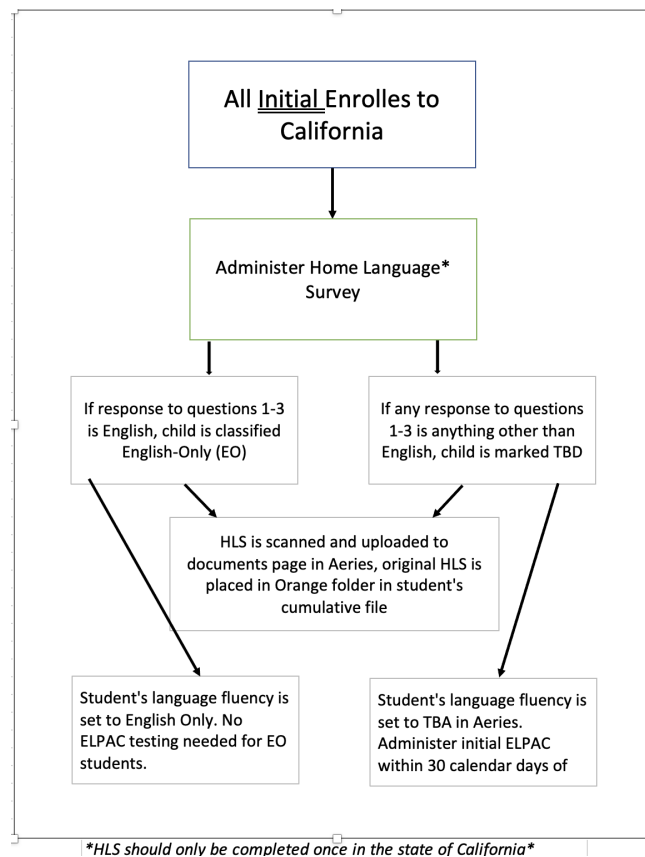 All Initial Enrolles to
California
Administer Home Language*
Survey
If response to questions 1-3
is English, child is classified
English-Only (EO)
If any response to questions
1-3 is anything other than
English, child is marked TBD
HLS is scanned and uploaded to
documents page in Aeries, original HLS is
placed in Orange folder in student's
cumulative file
Student's language fluency is
set to English Only. No
ELPAC testing needed for EO
students.
Student's language fluency is
set to TBA in Aeries.
Administer initial ELPAC
within 30 calendar days of
*HLS should only be completed once in the state of California*